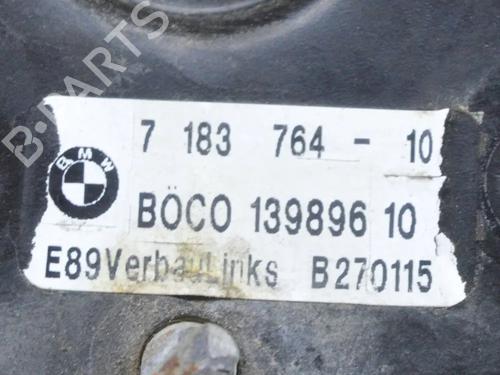 B-PARTS
BMW
7 183 764 - 10
BÖCO 139896 10
E89VerbauLinks B270115